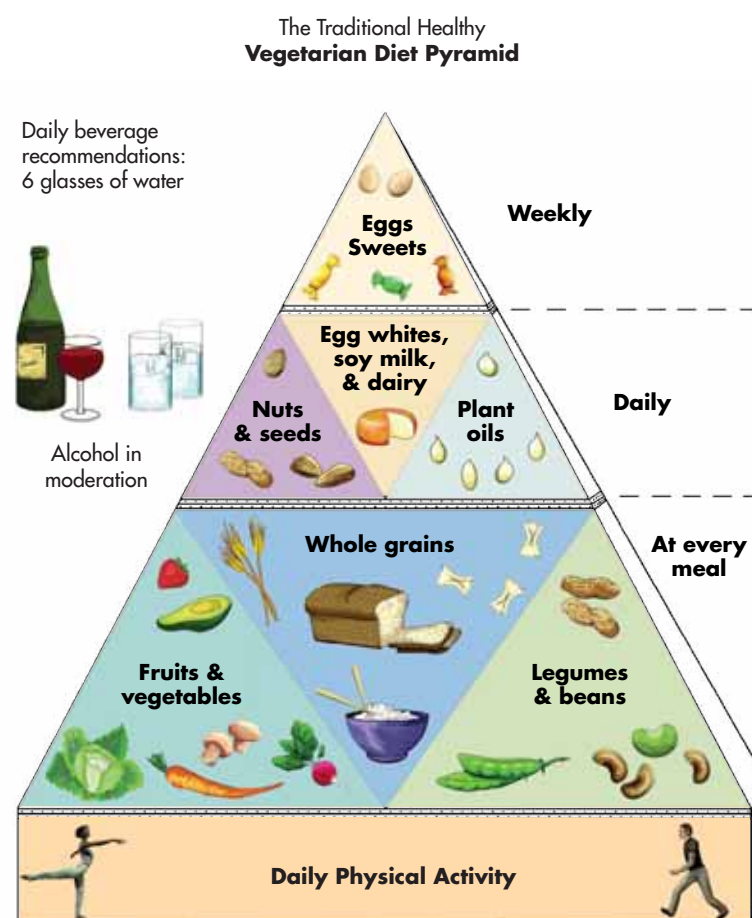 The Traditional Healthy
Vegetarian Diet Pyramid
Daily beverage
recommendations:
6 glasses of water
Alcohol in
moderation
Eggs
Sweets
Weekly
Egg whites,
soy milk,
& dairy
Nuts
& seeds
Plant
oils
Daily
Whole grains
At every
meal
Fruits &
vegetables
Legumes
& beans
Daily Physical Activity